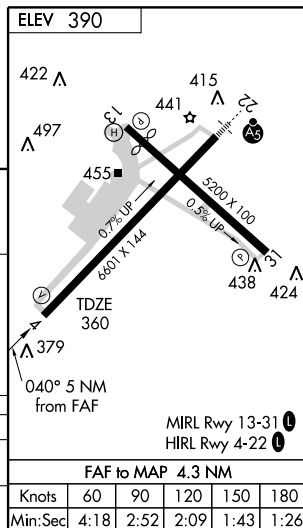 ELEV 390
422
415
22
A5
497
13
H
P
441
455
5200 X 100
0.7% UP
0.5% UP
6601 X 144
31
P
438
424
V
TDZE
360
4
379
040° 5 NM
from FAF
MIRL Rwy 13-31 L
HIRL Rwy 4-22 L
FAF to MAP 4.3 NM
Knots 60 90 120 150 180
Min:Sec 4:18 2:52 2:09 1:43 1:26